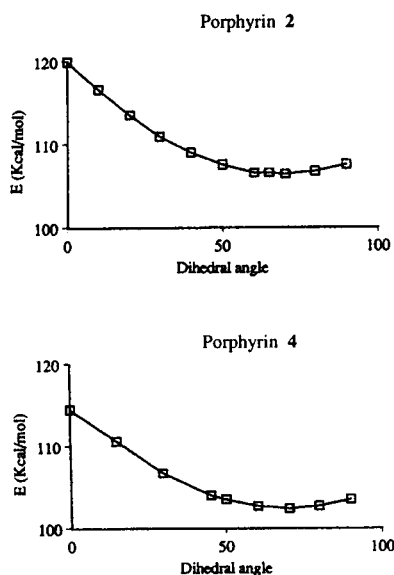 Porphyrin 2
120
110
100
E (Kcal/mol)
0
50
100
Dihedral angle
Porphyrin 4
120
110
100
E (Kcal/mol)
0
50
100
Dihedral angle